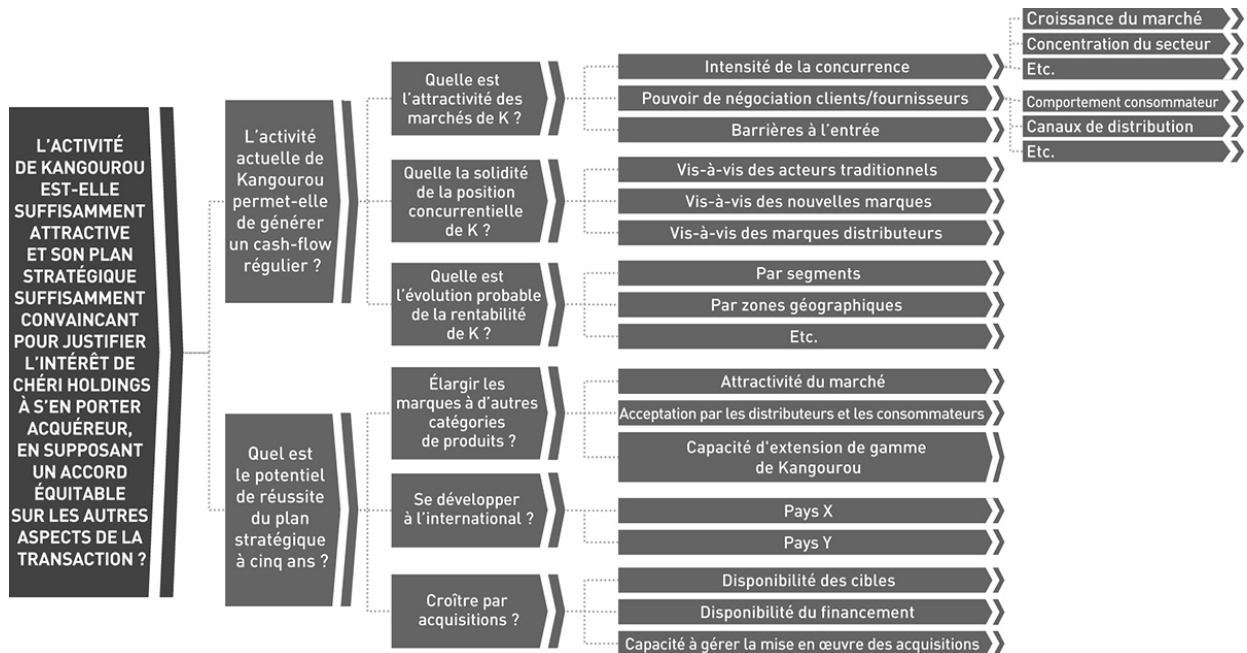 L'ACTIVITÉ
DE KANGOUROU
EST-ELLE
SUFFISAMMENT
ATTRACTIVE
ET SON PLAN
STRATÉGIQUE
SUFFISAMMENT
CONVAINCANT
POUR JUSTIFIER
L'INTÉRÊT DE
CHÉRI HOLDINGS
À S'EN PORTER
ACQUÉREUR,
EN SUPPOSANT
UN ACCORD
ÉQUITABLE
SUR LES AUTRES
ASPECTS DE LA
TRANSACTION ?
L'activité
actuelle de
Kangourou
permet-elle
de générer
un cash-flow
régulier ?
Quelle est
l'attractivité des
marchés de K ?
Intensité de la concurrence
Croissance du marché
Concentration du secteur
Etc.
Pouvoir de négociation clients/fournisseurs
Comportement consommateur
Canaux de distribution
Etc.
Barrières à l'entrée
Quelle la solidité
de la position
concurrentielle
de K ?
Vis-à-vis des acteurs traditionnels
Vis-à-vis des nouvelles marques
Vis-à-vis des marques distributeurs
Quelle est
l'évolution probable
de la rentabilité
de K ?
Par segments
Par zones géographiques
Etc.
Quel est
le potentiel
de réussite
du plan
stratégique
à cinq ans ?
Élargir les
marques à d'autres
catégories
de produits ?
Attractivité du marché
Acceptation par les distributeurs et les consommateurs
Capacité d'extension de gamme
de Kangourou
Se développer
à l'international ?
Pays X
Pays Y
Croître par
acquisitions ?
Disponibilité des cibles
Disponibilité du financement
Capacité à gérer la mise en œuvre des acquisitions